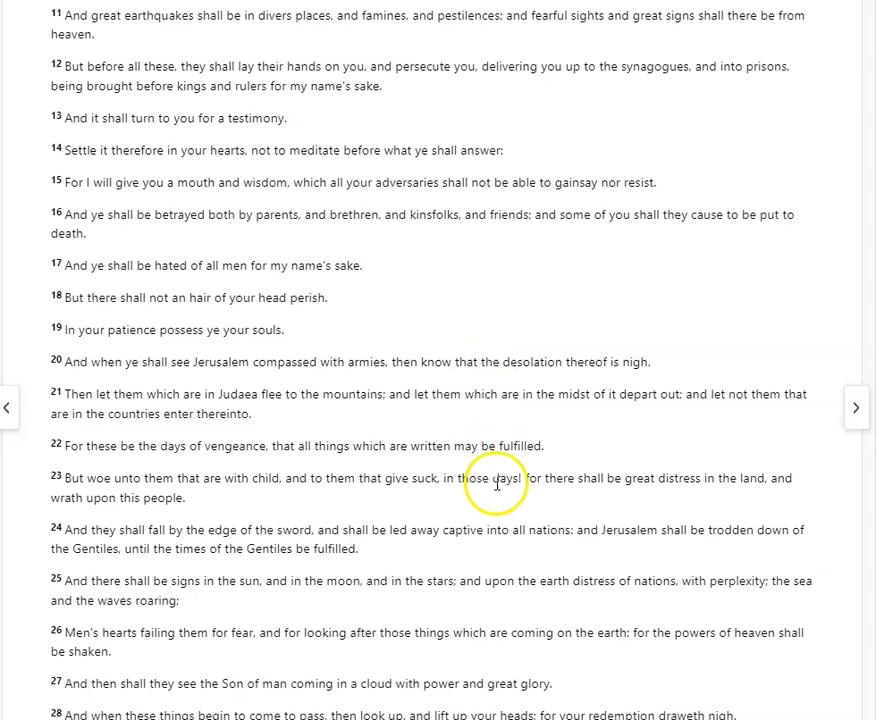 11 And great earthquakes shall be in divers places, and famines, and pestilences; and fearful sights and great signs shall there be from
heaven.
12 But before all these, they shall lay their hands on you, and persecute you, delivering you up to the synagogues, and into prisons,
being brought before kings and rulers for my name's sake.
13 And it shall turn to you for a testimony.
14 Settle it therefore in your hearts, not to meditate before what ye shall answer:
15 For I will give you a mouth and wisdom, which all your adversaries shall not be able to gainsay nor resist.
16 And ye shall be betrayed both by parents, and brethren, and kinsfolks, and friends; and some of you shall they cause to be put to
death.
17 And ye shall be hated of all men for my name's sake.
18 But there shall not an hair of your head perish.
19 In your patience possess ye your souls.
20 And when ye shall see Jerusalem compassed with armies, then know that the desolation thereof is nigh.
21 Then let them which are in Judaea flee to the mountains; and let them which are in the midst of it depart out; and let not them that
are in the countries enter thereinto.
22 For these be the days of vengeance, that all things which are written may be fulfilled.
23 But woe unto them that are with child, and to them that give suck, in those days! for there shall be great distress in the land, and
wrath upon this people.
24 And they shall fall by the edge of the sword, and shall be led away captive into all nations: and Jerusalem shall be trodden down of
the Gentiles, until the times of the Gentiles be fulfilled.
25 And there shall be signs in the sun, and in the moon, and in the stars; and upon the earth distress of nations, with perplexity; the sea
and the waves roaring;
26 Men's hearts failing them for fear, and for looking after those things which are coming on the earth: for the powers of heaven shall
be shaken.
27 And then shall they see the Son of man coming in a cloud with power and great glory.
28 And when these things begin to come to pass, then look up, and lift up your heads; for your redemption draweth nigh.